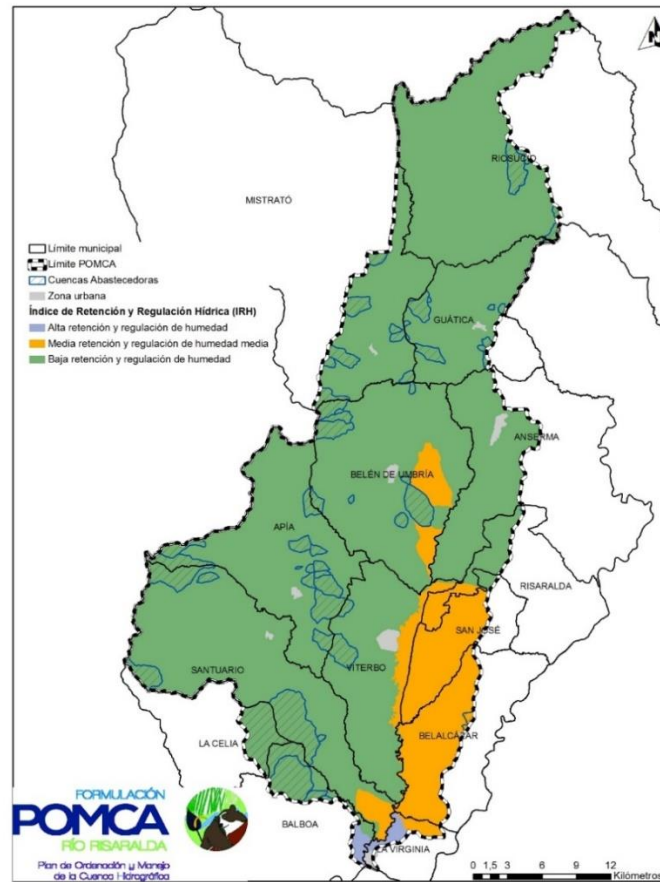 N
RIOSUCIO
MISTRATÓ
Límite municipal
Límite POMCA
Cuencas Abastecedoras
Zona urbana
Índice de Retención y Regulación Hídrica (IRH)
Alta retención y regulación de humedad
Media retención y regulación de humedad media
Baja retención y regulación de humedad
GUÁTICA
ANSERMA
BELÉN DE UMBRÍA
APÍA
RISARALDA
SAN JOSÉ
SANTUARIO
VITERBO
BELALCÁZAR
LA CELIA
FORMULACIÓN
POMCA
RÍO RISARALDA
Plan de Ordenación y Manejo
de la Cuenca Hidrográfica
BALBOA
LA VIRGINIA
0 1,5 3 6 9 12
Kilómetros